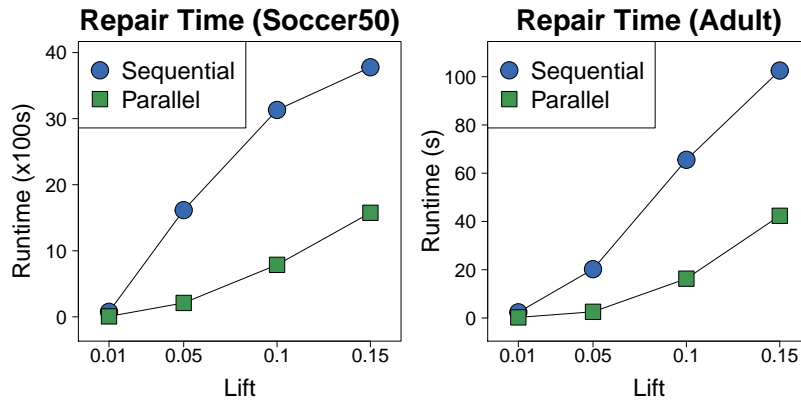 Repair Time (Soccer50)
Sequential
Parallel
Runtime (x100s)
40
30
20
10
0
0.01 0.05 0.1 0.15
Lift
Repair Time (Adult)
Sequential
Parallel
Runtime (s)
100
80
60
40
20
0
0.01 0.05 0.1 0.15
Lift